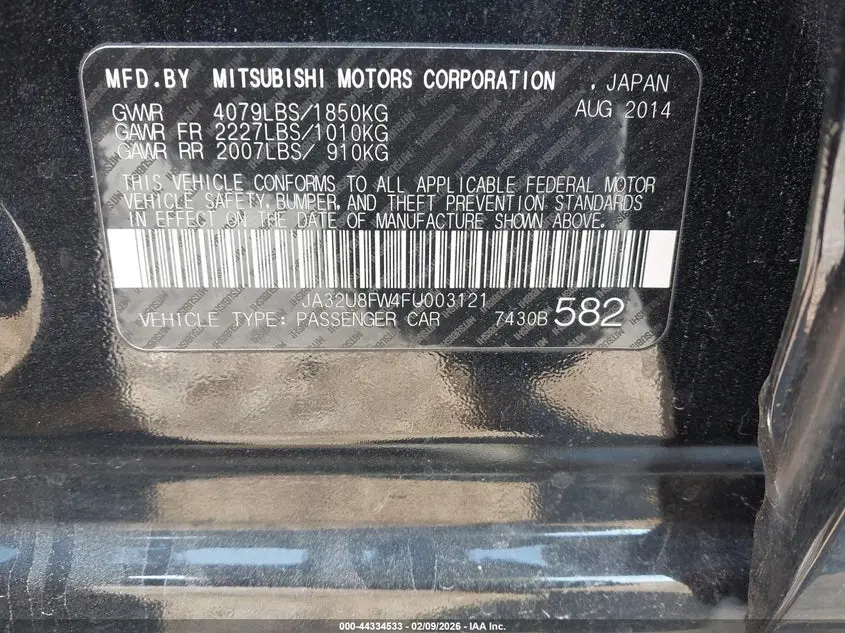 MFD.BY MITSUBISHI MOTORS CORPORATION , JAPAN
AUG 2014
GVWR 4079LBS/1850KG
GAWR FR 2227LBS/1010KG
GAWR RR 2007LBS/ 910KG
THIS VEHICLE CONFORMS TO ALL APPLICABLE FEDERAL MOTOR
VEHICLE SAFETY, BUMPER, AND THEFT PREVENTION STANDARDS
IN EFFECT ON THE DATE OF MANUFACTURE SHOWN ABOVE.
JA32U8FW4FU003121
VEHICLE TYPE: PASSENGER CAR 7430B 582
000-44334533 - 02/09/2026 - IAA Inc.